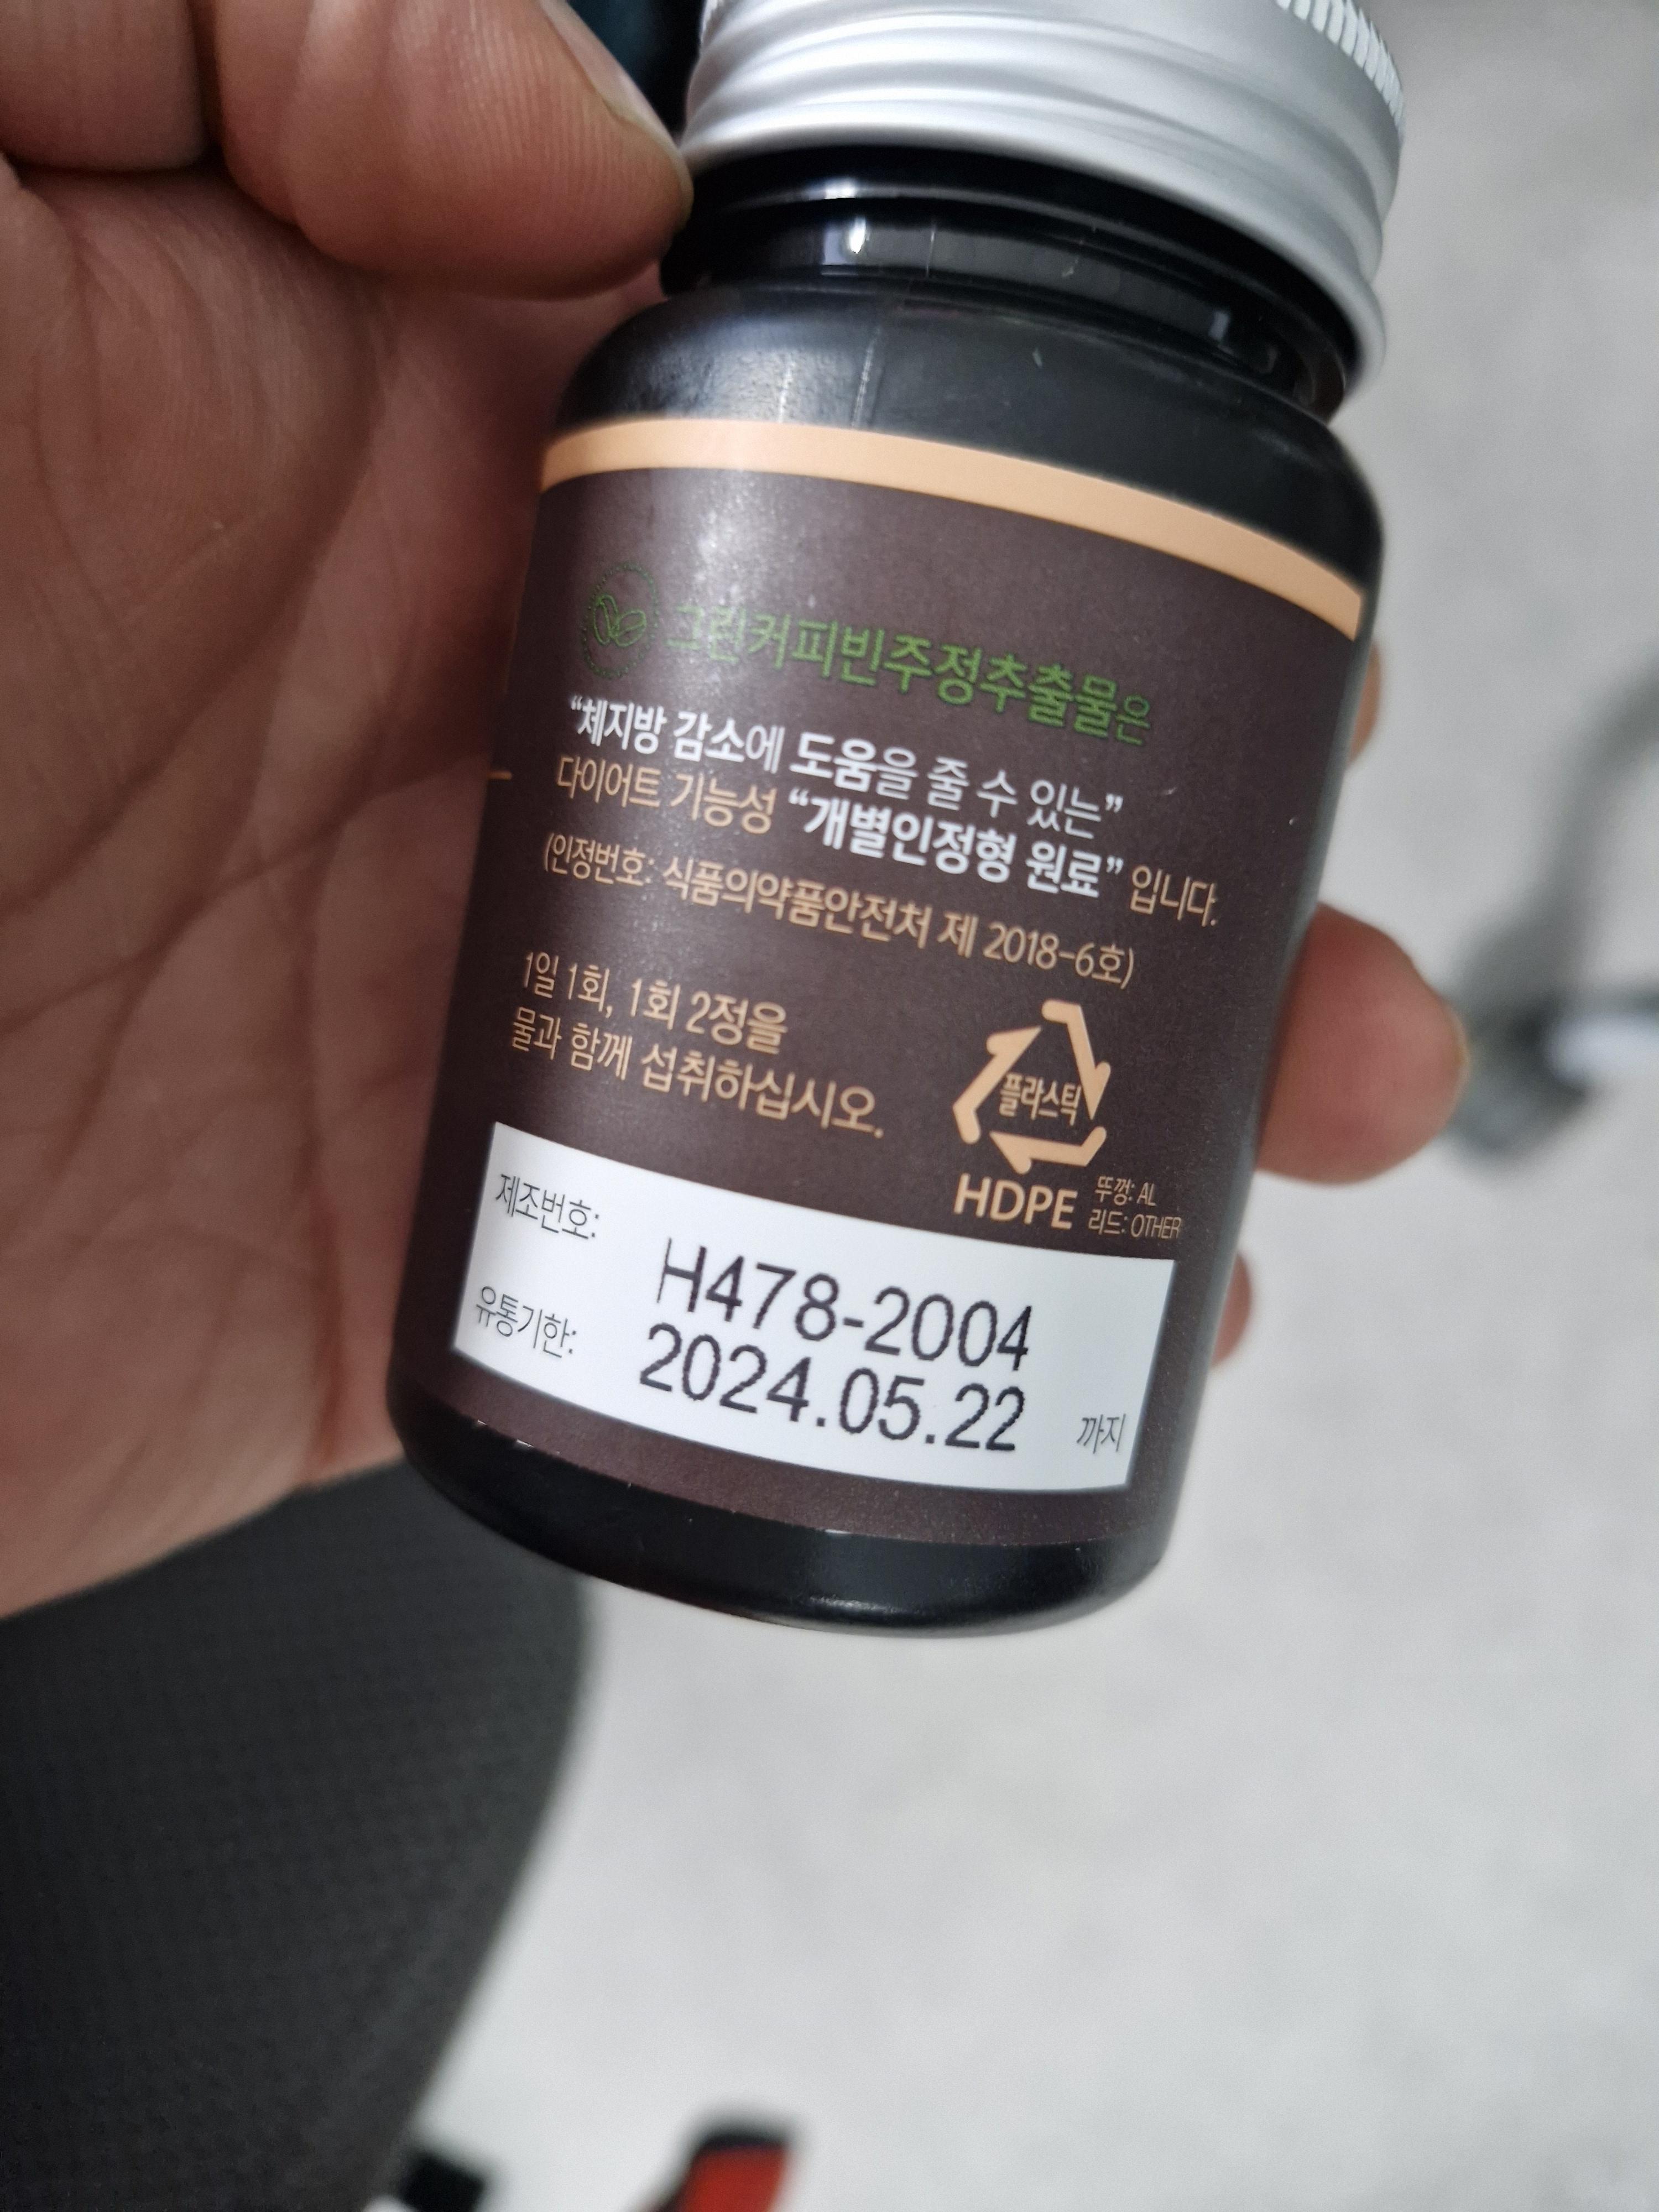 그린커피빈주정추출물은
“체지방 감소에 도움을 줄 수 있는”
다이어트 기능성 “개별인정형 원료” 입니다.
(인정번호: 식품의약품안전처 제 2018-6호)
1일 1회, 1회 2정을
물과 함께 섭취하십시오.
플라스틱
HDPE
뚜껑: AL
리드: OTHER
제조번호: H478-2004
유통기한: 2024.05.22 까지